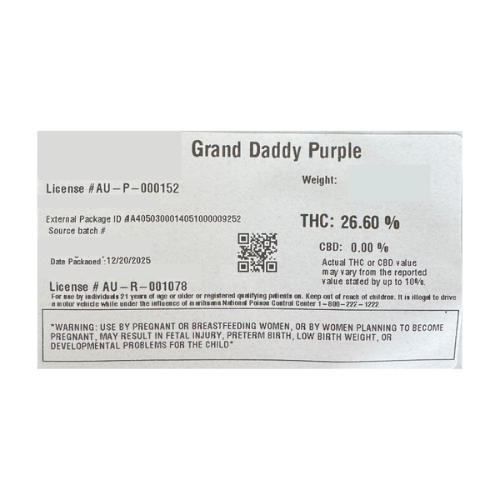 Grand Daddy Purple
License # AU-P-000152
Weight:
External Package ID #
Source batch #
THC: 26.60 %
CBD: 0.00 %
Date Packaged :12/20/2025
Actual THC or CBD value
may vary from the reported
value stated by up to 10%.
License # AU-R-001078
For use by individuals 21 years of age or older or registered qualifying patients on. Keep out of reach of children. It is illegal to drive
a motor vehicle while under the influence of marihuana National Poison Control Center 1-800-222-1222
"WARNING: USE BY PREGNANT OR BREASTFEEDING WOMEN, OR BY WOMEN PLANNING TO BECOME
PREGNANT, MAY RESULT IN FETAL INJURY, PRETERM BIRTH, LOW BIRTH WEIGHT, OR
DEVELOPMENTAL PROBLEMS FOR THE CHILD"